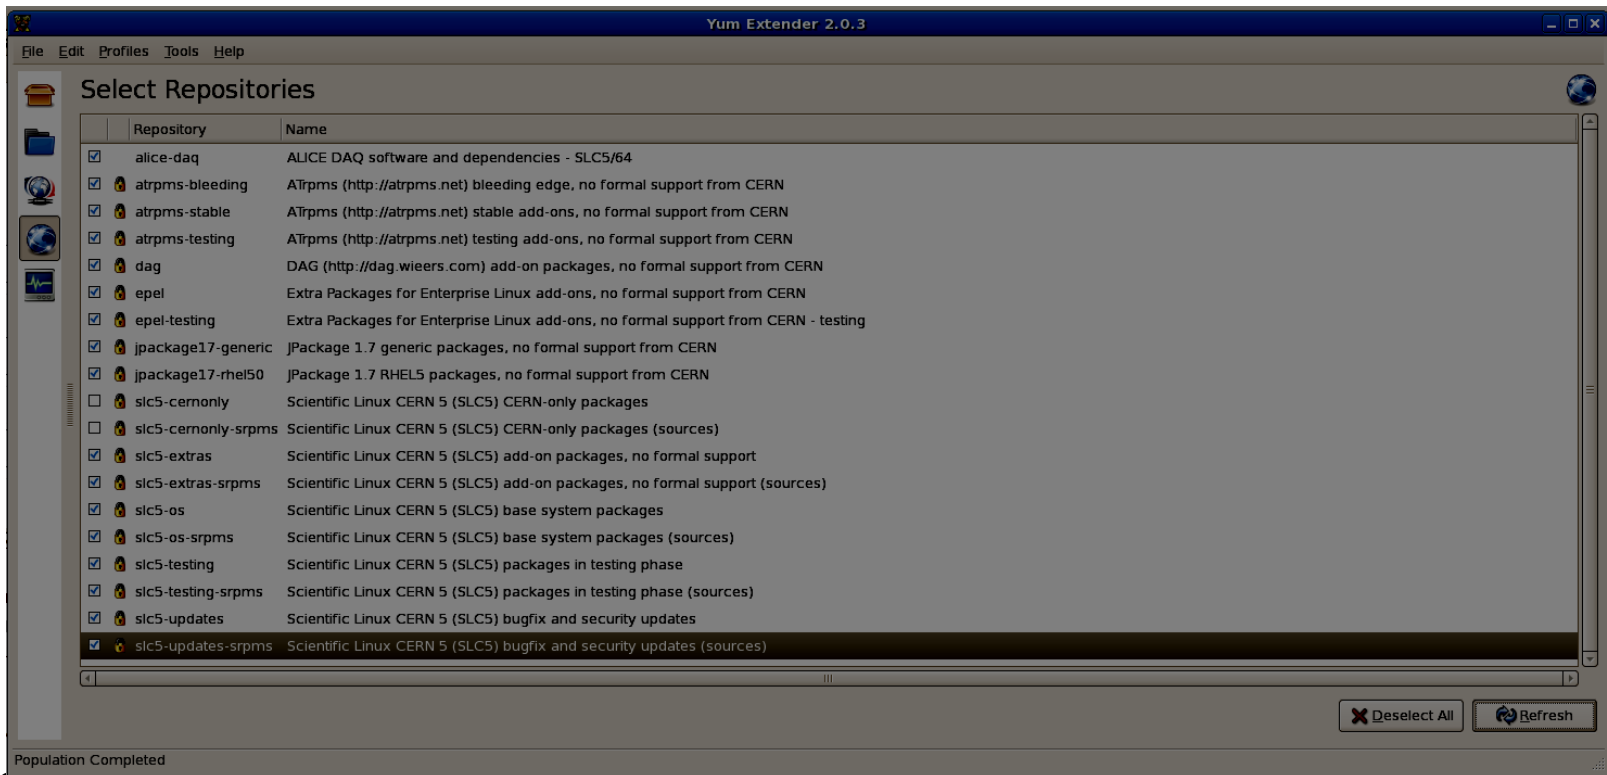 Yum Extender 2.0.3
File Edit Profiles Tools Help
Select Repositories
Repository Name
alice-daq ALICE DAQ software and dependencies - SLC5/64
atrpms-bleeding ATrpms (http://atrpms.net) bleeding edge, no formal support from CERN
atrpms-stable ATrpms (http://atrpms.net) stable add-ons, no formal support from CERN
atrpms-testing ATrpms (http://atrpms.net) testing add-ons, no formal support from CERN
dag DAG (http://dag.wieers.com) add-on packages, no formal support from CERN
epel Extra Packages for Enterprise Linux add-ons, no formal support from CERN
epel-testing Extra Packages for Enterprise Linux add-ons, no formal support from CERN - testing
jpackage17-generic JPackage 1.7 generic packages, no formal support from CERN
jpackage17-rhel50 JPackage 1.7 RHEL5 packages, no formal support from CERN
slc5-cernonly Scientific Linux CERN 5 (SLC5) CERN-only packages
slc5-cernonly-srpms Scientific Linux CERN 5 (SLC5) CERN-only packages (sources)
slc5-extras Scientific Linux CERN 5 (SLC5) add-on packages, no formal support
slc5-extras-srpms Scientific Linux CERN 5 (SLC5) add-on packages, no formal support (sources)
slc5-os Scientific Linux CERN 5 (SLC5) base system packages
slc5-os-srpms Scientific Linux CERN 5 (SLC5) base system packages (sources)
slc5-testing Scientific Linux CERN 5 (SLC5) packages in testing phase
slc5-testing-srpms Scientific Linux CERN 5 (SLC5) packages in testing phase (sources)
slc5-updates Scientific Linux CERN 5 (SLC5) bugfix and security updates
slc5-updates-srpms Scientific Linux CERN 5 (SLC5) bugfix and security updates (sources)
Deselect All Refresh
Population Completed